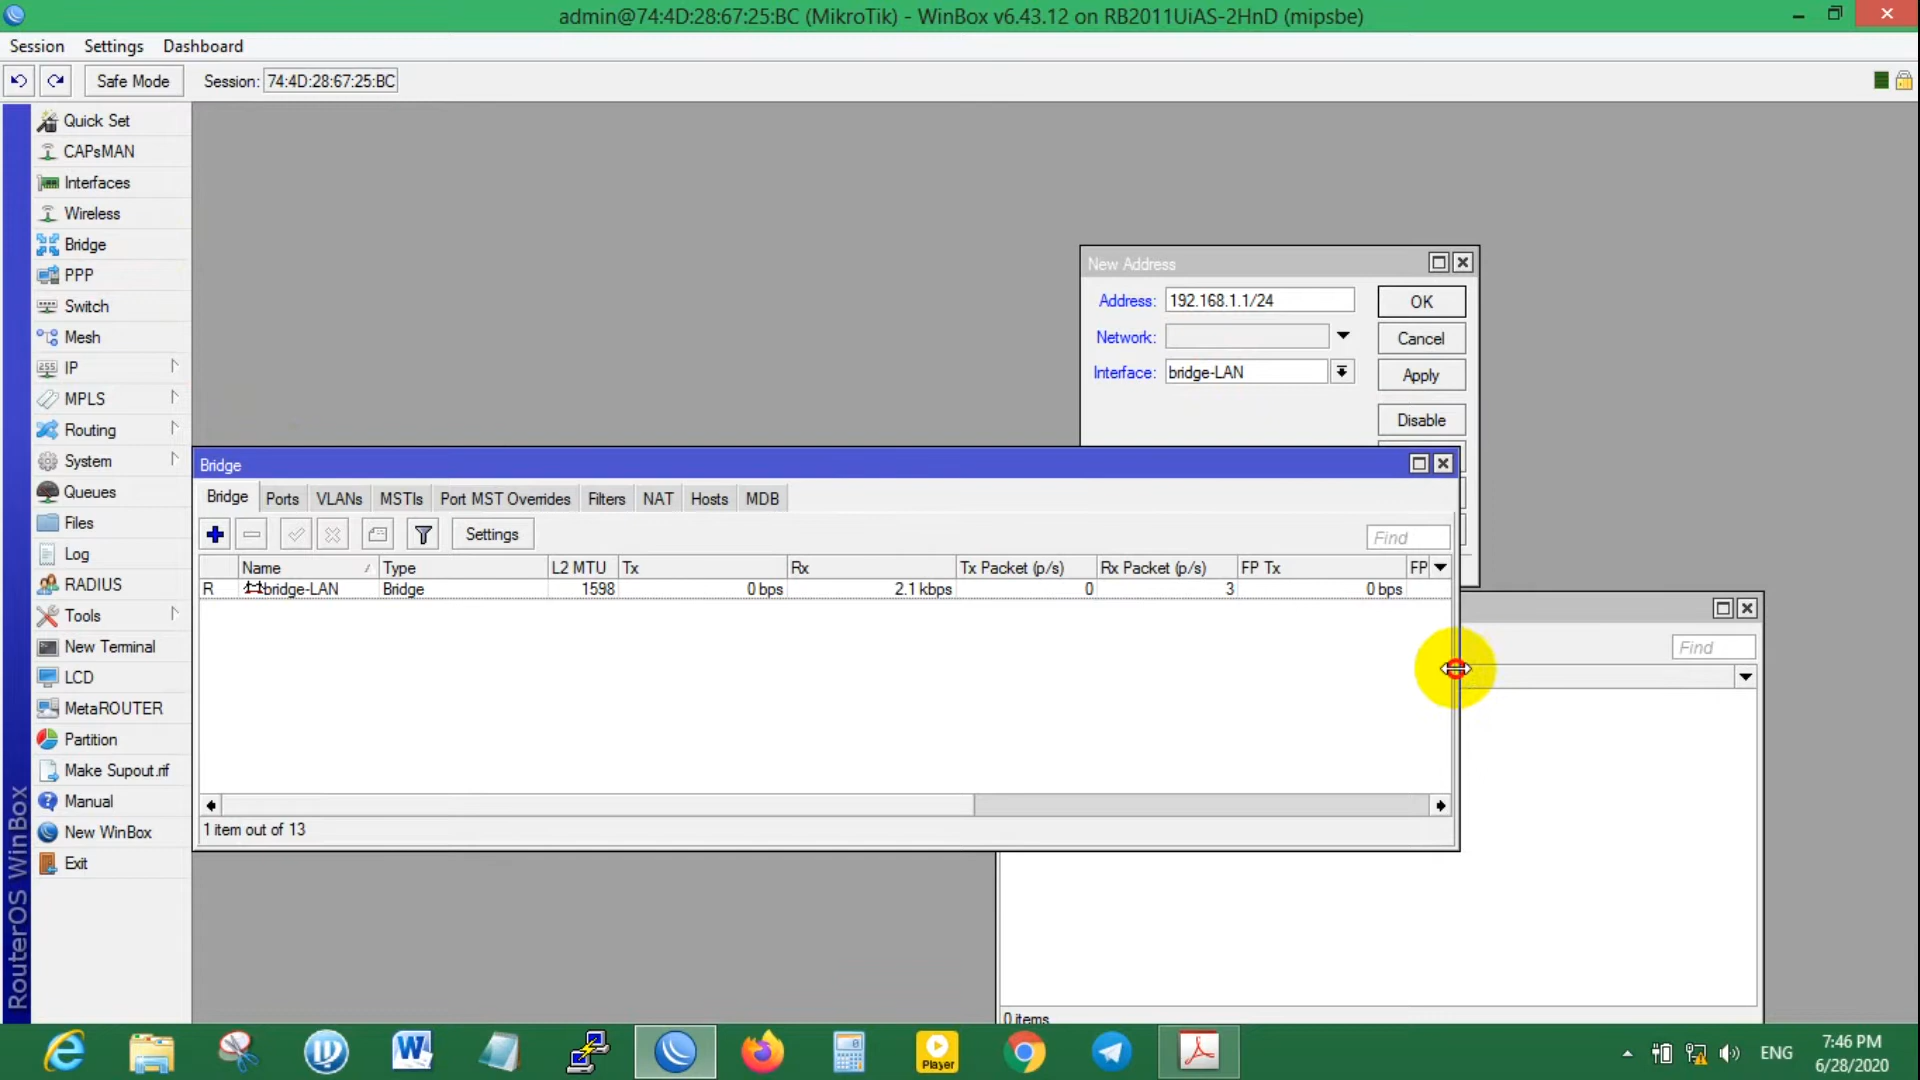 admin@74:4D:28:67:25:BC (MikroTik) - WinBox v6.43.12 on RB2011UiAS-2HnD (mipsbe)
Session Settings Dashboard
Safe Mode Session: 74:4D:28:67:25:BC
Quick Set
CAPsMAN
Interfaces
Wireless
Bridge
PPP
Switch
Mesh
IP
MPLS
Routing
System
Queues
Files
Log
RADIUS
Tools
New Terminal
LCD
MetaROUTER
Partition
Make Supout.rif
Manual
New WinBox
Exit
RouterOS WinBox
New Address
Address: 192.168.1.1/24 OK
Network: Cancel
Interface: bridge-LAN Apply
Disable
Bridge
Bridge Ports VLANs MSTIs Port MST Overrides Filters NAT Hosts MDB
Settings Find
Name Type L2 MTU Tx Rx Tx Packet (p/s) Rx Packet (p/s) FP Tx FP
R bridge-LAN Bridge 1598 0 bps 2.1 kbps 0 3 0 bps
1 item out of 13
Find
0 items
Player
ENG
7:46 PM
6/28/2020